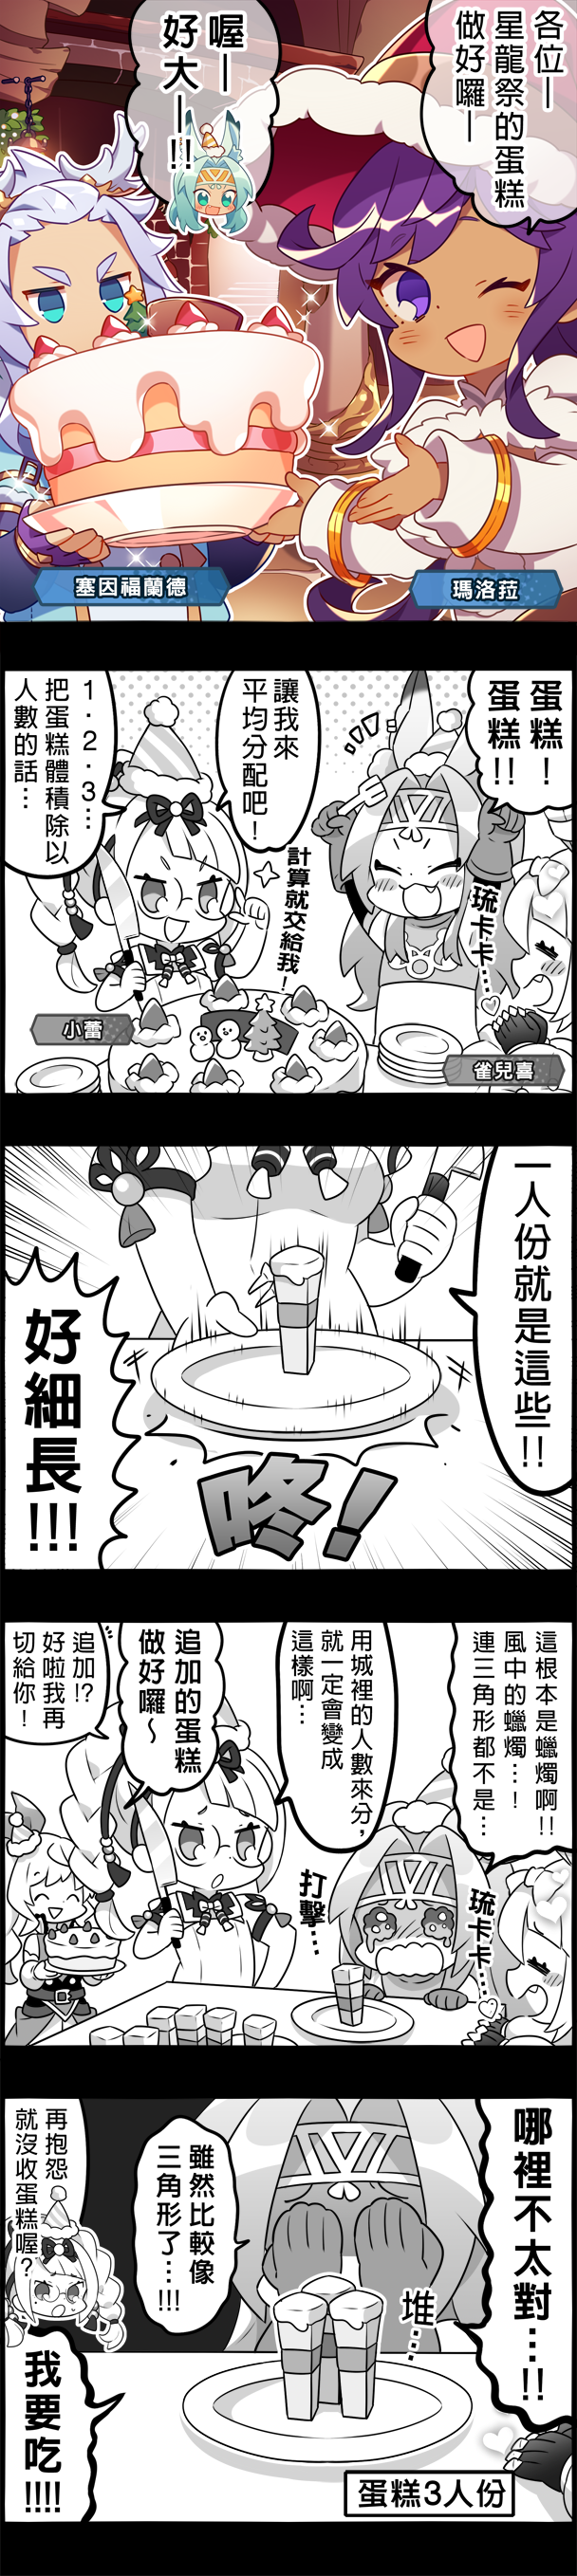 各位ー
星龍祭的蛋糕
做好囉ー
喔ー
好大ー!!
塞因福蘭德
瑪洛菈
蛋糕！
蛋糕!!
讓我來
平均分配吧！
1．2．3…
把蛋糕體積除以
人數的話…
計算就交給我！
琉卡卡…♡
小蕾
雀兒喜
一人份就是這些!!
好細長!!!
咚！
這根本是蠟燭啊!!
風中的蠟燭…！
連三角形都不是…
用城裡的人數來分，
就一定會變成
這樣啊…
追加的蛋糕
做好囉～
追加!?
好啦我再
切給你！
打擊…
琉卡卡…♡
哪裡不太對…!!
雖然比較像
三角形了…!!!
再抱怨
就沒收蛋糕喔？
堆…
我要吃!!!!
蛋糕3人份